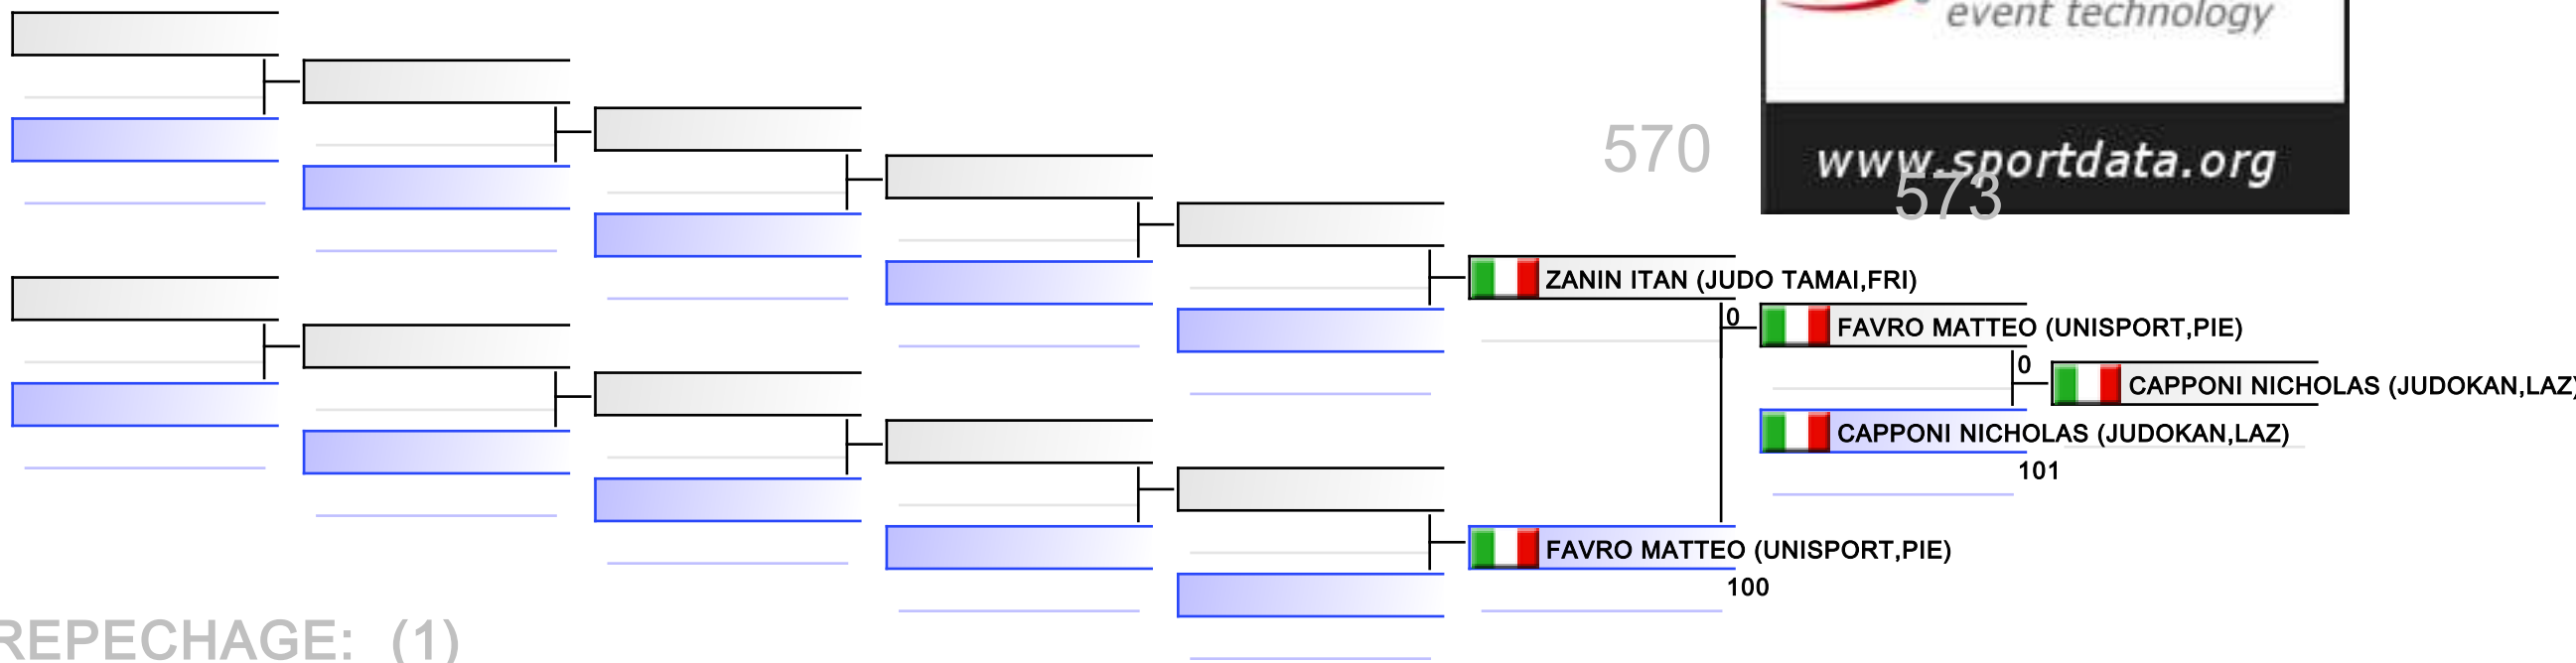 event technology
570
www.sportdata.org
573
ZANIN ITAN (JUDO TAMAI,FRI)
0
FAVRO MATTEO (UNISPORT,PIE)
0
CAPPONI NICHOLAS (JUDOKAN,LAZ)
CAPPONI NICHOLAS (JUDOKAN,LAZ)
101
FAVRO MATTEO (UNISPORT,PIE)
100
REPECHAGE: (1)